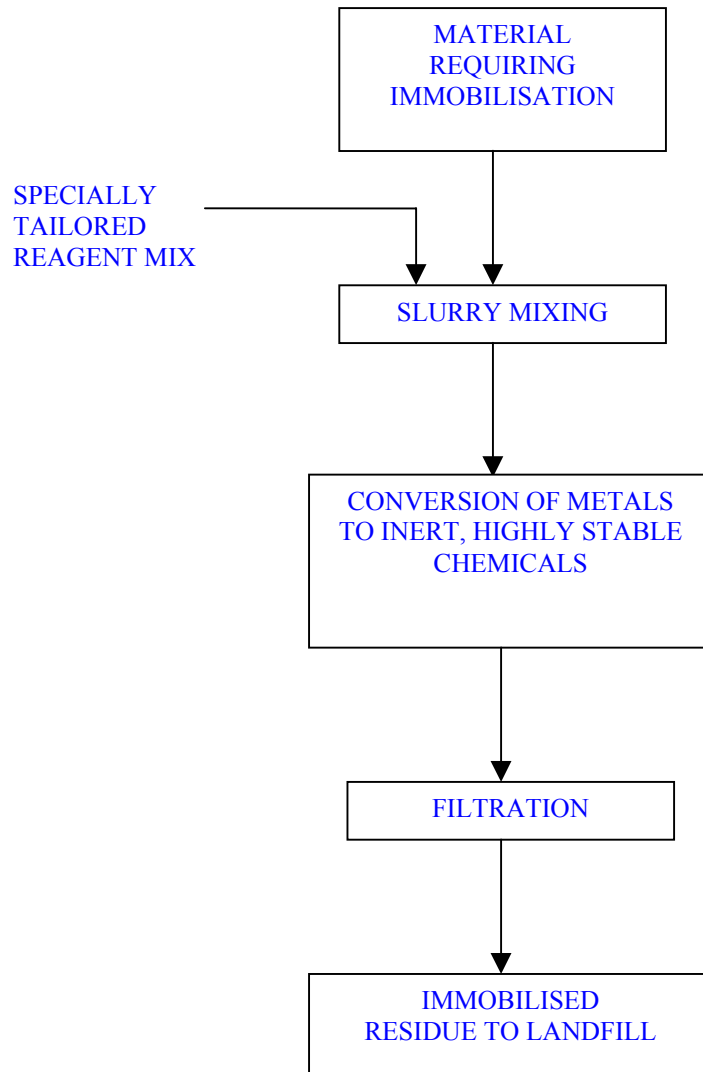 MATERIAL
REQUIRING
IMMOBILISATION
SPECIALLY
TAILORED
REAGENT MIX
SLURRY MIXING
CONVERSION OF METALS
TO INERT, HIGHLY STABLE
CHEMICALS
FILTRATION
IMMOBILISED
RESIDUE TO LANDFILL